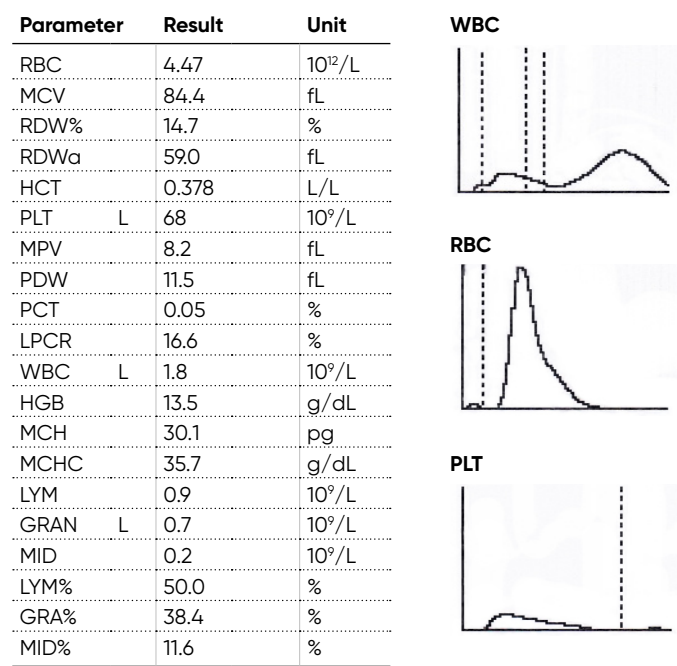 Parameter Result Unit
RBC 4.47 10¹²/L
MCV 84.4 fL
RDW% 14.7 %
RDWa 59.0 fL
HCT 0.378 L/L
PLT L 68 10⁹/L
MPV 8.2 fL
PDW 11.5 fL
PCT 0.05 %
LPCR 16.6 %
WBC L 1.8 10⁹/L
HGB 13.5 g/dL
MCH 30.1 pg
MCHC 35.7 g/dL
LYM 0.9 10⁹/L
GRAN L 0.7 10⁹/L
MID 0.2 10⁹/L
LYM% 50.0 %
GRA% 38.4 %
MID% 11.6 %
WBC
RBC
PLT